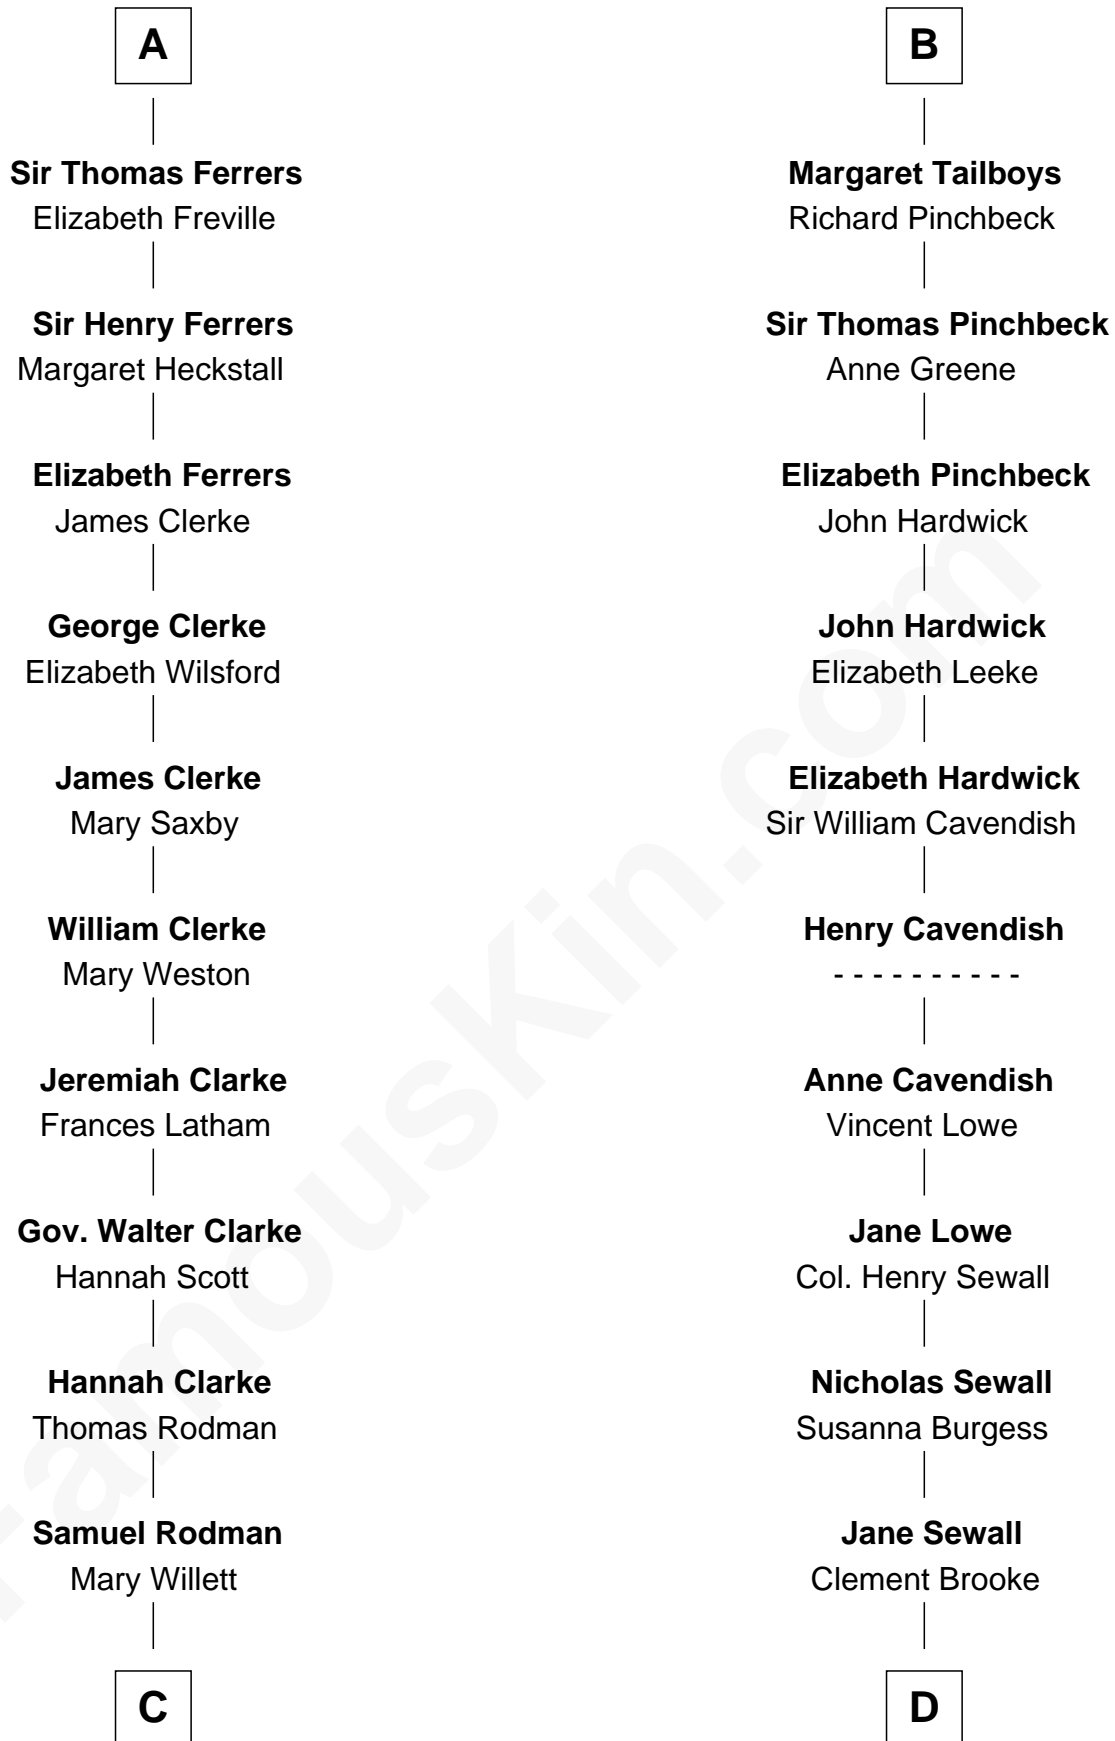 A
Sir Thomas Ferrers
Elizabeth Freville
Sir Henry Ferrers
Margaret Heckstall
Elizabeth Ferrers
James Clerke
George Clerke
Elizabeth Wilsford
James Clerke
Mary Saxby
William Clerke
Mary Weston
Jeremiah Clarke
Frances Latham
Gov. Walter Clarke
Hannah Scott
Hannah Clarke
Thomas Rodman
Samuel Rodman
Mary Willett
C
B
Margaret Tailboys
Richard Pinchbeck
Sir Thomas Pinchbeck
Anne Greene
Elizabeth Pinchbeck
John Hardwick
John Hardwick
Elizabeth Leeke
Elizabeth Hardwick
Sir William Cavendish
Henry Cavendish
- - - - - - - - - -
Anne Cavendish
Vincent Lowe
Jane Lowe
Col. Henry Sewall
Nicholas Sewall
Susanna Burgess
Jane Sewall
Clement Brooke
D
FamousKin.com